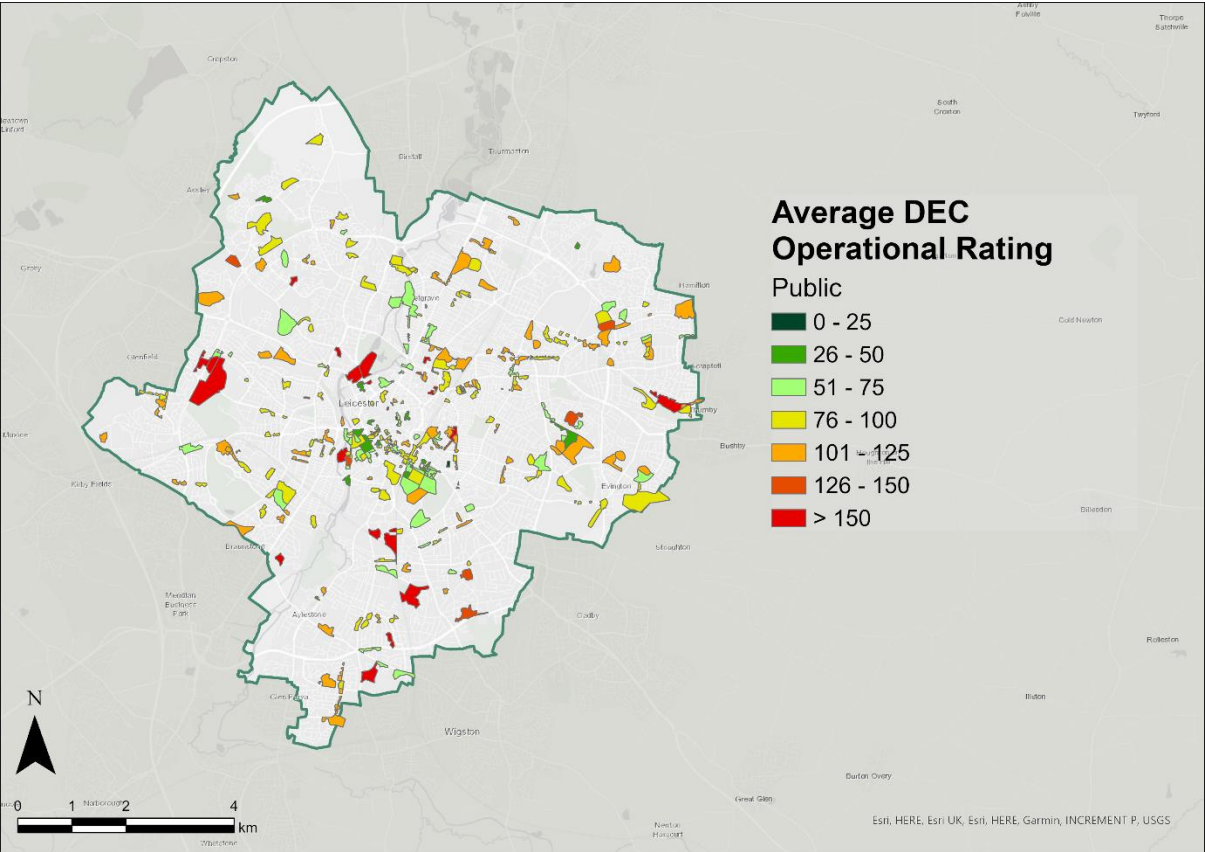 Thorpe
Satchville
Cropston
South
Croxton
Twyford
Birstall
Thurmaston
Anstey
Groby
Average DEC
Operational Rating
Public
0 - 25
26 - 50
51 - 75
76 - 100
101 - 125
126 - 150
> 150
Hamilton
Cold Newton
Glenfield
Scraptoft
Leicester
Thurnby
Bushby
Kirby Fields
Evington
Billesdon
Braunstone
Stoughton
Meridian
Business
Park
Aylestone
Oadby
Rolleston
Glen Parva
Illston
N
Wigston
Burton Overy
0 1 2 4
km
Narborough
Great Glen
Whetstone
Newton
Harcourt
Esri, HERE, Esri UK, Esri, HERE, Garmin, INCREMENT P, USGS